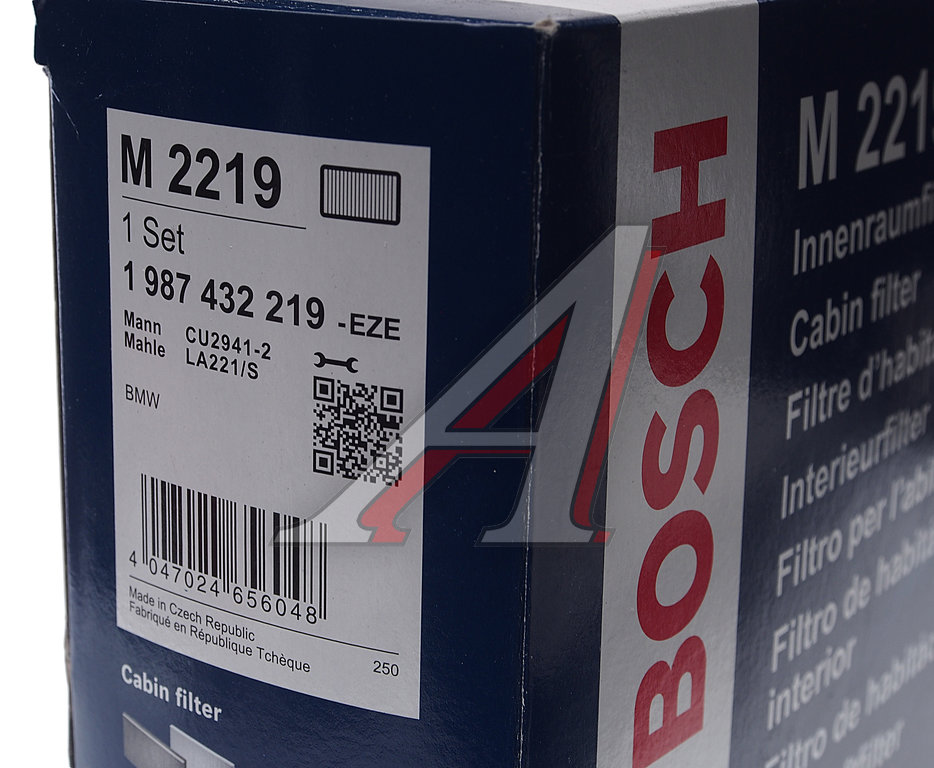 M 2219
1 Set
1 987 432 219 -EZE
Mann CU2941-2
Mahle LA221/S
BMW
4 047024 656048
Made in Czech Republic
Fabriqué en République Tchèque
250
Cabin filter
BOSCH
M 221
Innenraumfi
Cabin filter
Filtre d'habita
Interieurfilter
Filtro per l'abi
Filtro de habita
interior
Filtro de habita